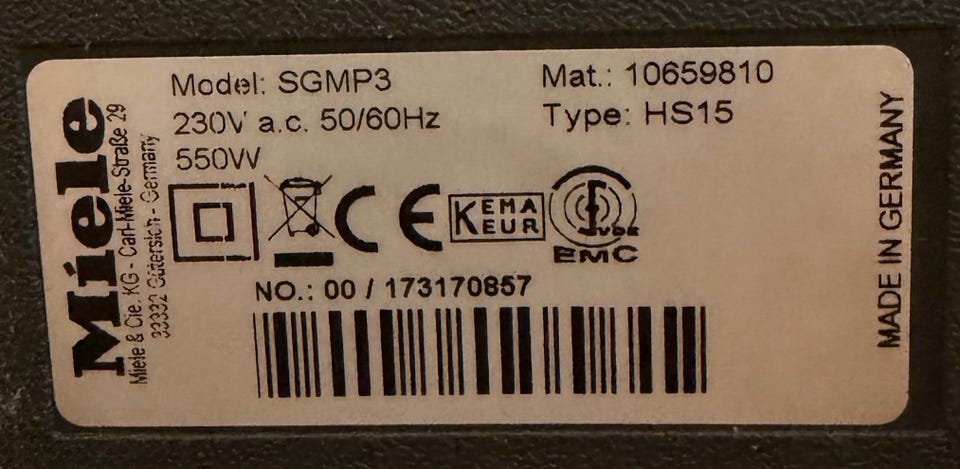 Miele
Miele & Cie. KG - Carl-Miele-Straße 29
33332 Gütersloh - Germany
Model: SGMP3
230V a.c. 50/60Hz
550W
Mat.: 10659810
Type: HS15
CE
KEMA
KEUR
VDE
EMC
NO.: 00 / 173170857
MADE IN GERMANY